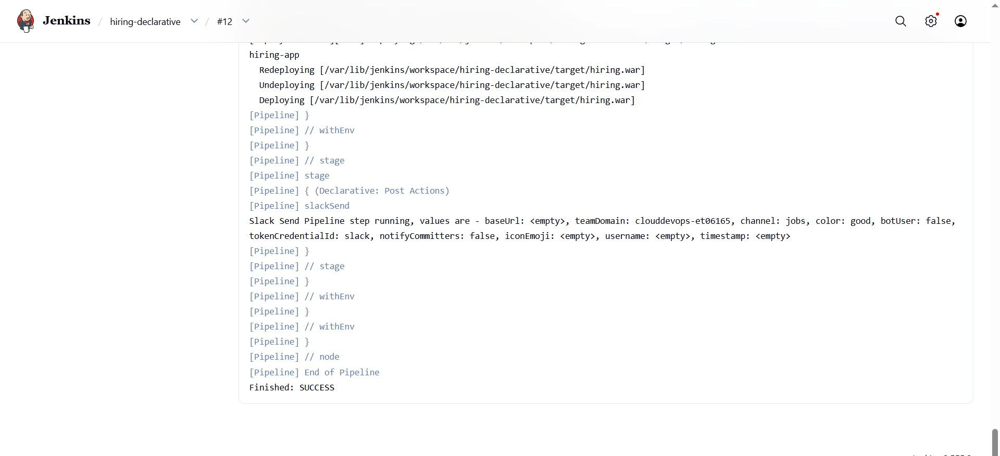 Jenkins / hiring-declarative / #12
hiring-app
Redeploying [/var/lib/jenkins/workspace/hiring-declarative/target/hiring.war]
Undeploying [/var/lib/jenkins/workspace/hiring-declarative/target/hiring.war]
Deploying [/var/lib/jenkins/workspace/hiring-declarative/target/hiring.war]
[Pipeline] }
[Pipeline] // withEnv
[Pipeline] }
[Pipeline] // stage
[Pipeline] stage
[Pipeline] { (Declarative: Post Actions)
[Pipeline] slackSend
Slack Send Pipeline step running, values are - baseUrl: <empty>, teamDomain: clouddevops-et06165, channel: jobs, color: good, botUser: false,
tokenCredentialId: slack, notifyCommitters: false, iconEmoji: <empty>, username: <empty>, timestamp: <empty>
[Pipeline] }
[Pipeline] // stage
[Pipeline] }
[Pipeline] // withEnv
[Pipeline] }
[Pipeline] // withEnv
[Pipeline] }
[Pipeline] // node
[Pipeline] End of Pipeline
Finished: SUCCESS